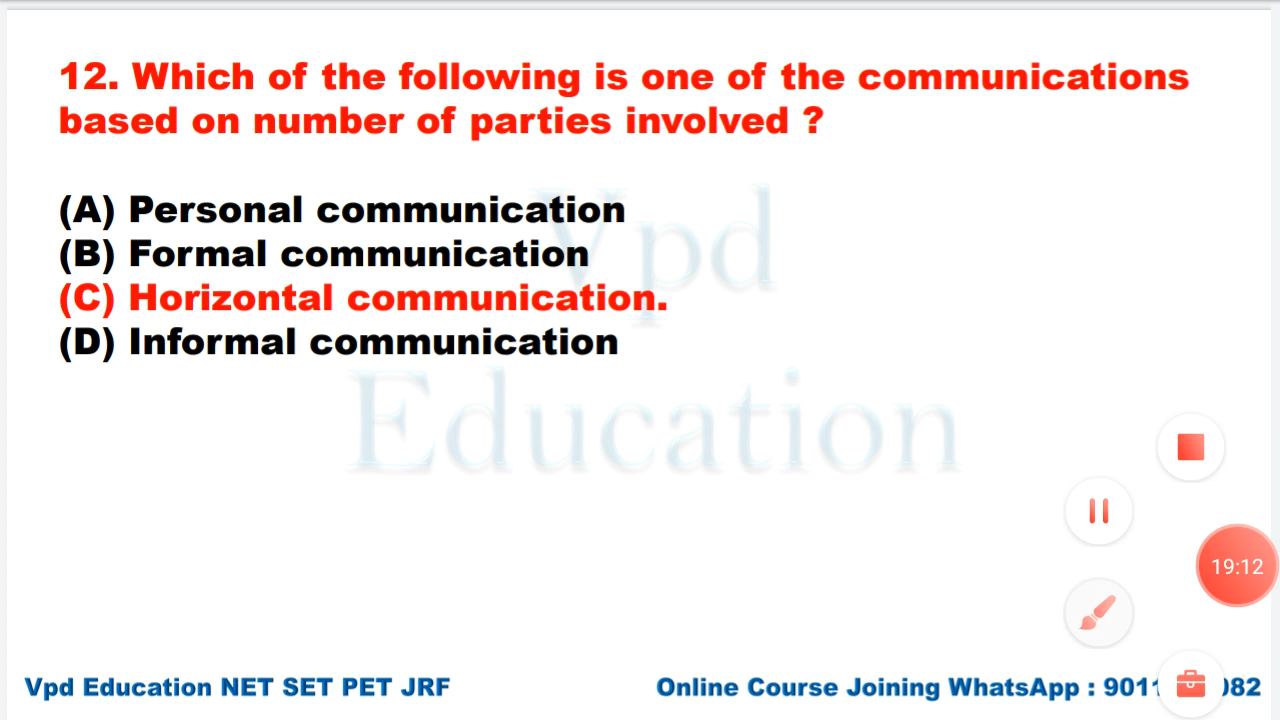 12. Which of the following is one of the communications
based on number of parties involved ?
(A) Personal communication
(B) Formal communication
(C) Horizontal communication.
(D) Informal communication
Vpd
Education
19:12
Vpd Education NET SET PET JRF
Online Course Joining WhatsApp :